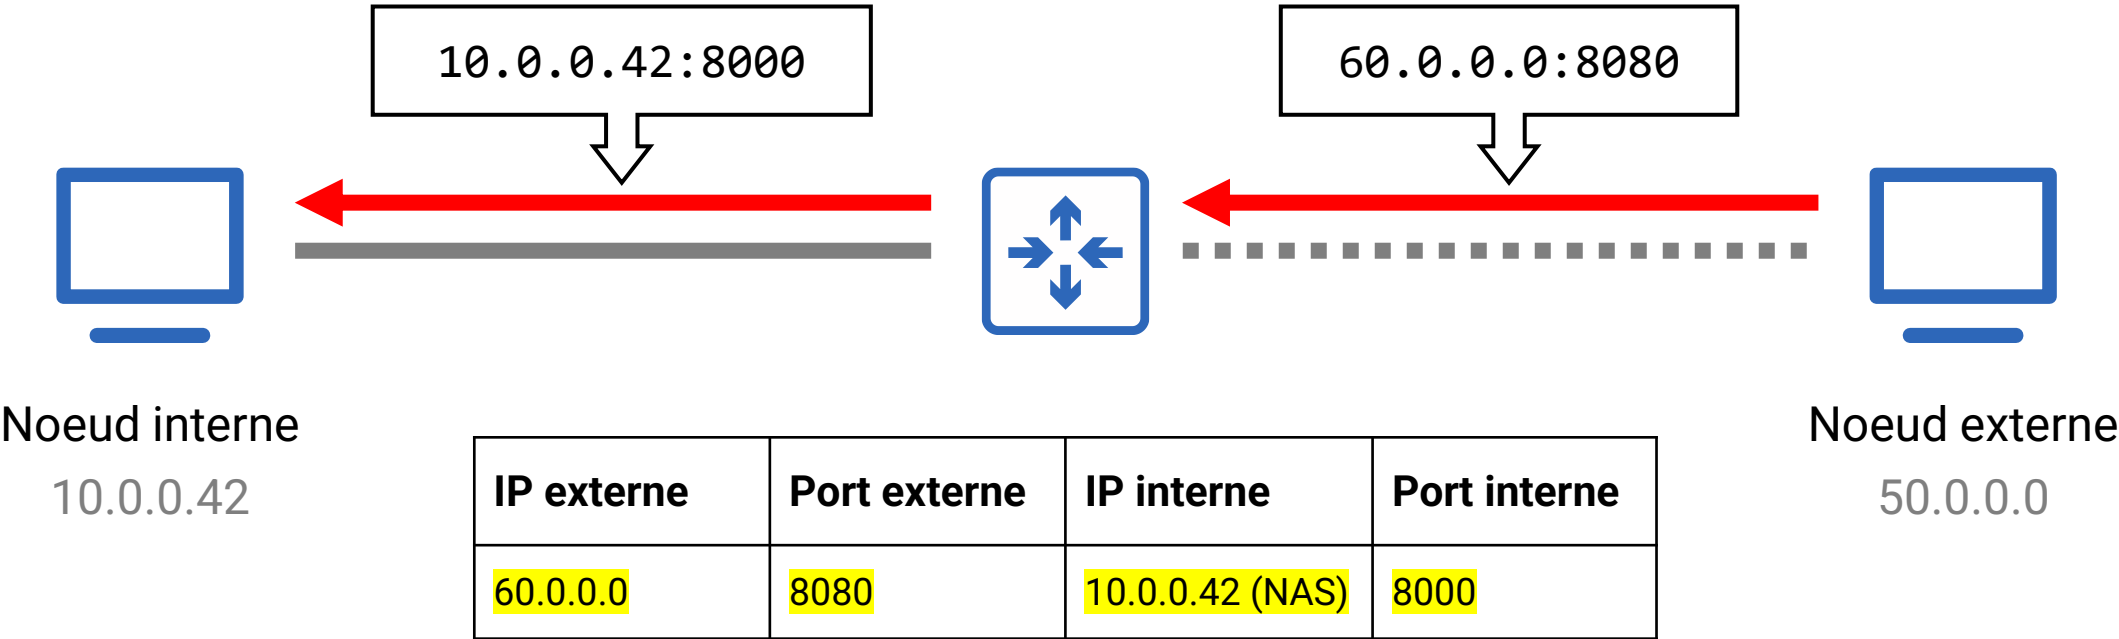 10.0.0.42:8000
60.0.0.0:8080
Noeud interne
10.0.0.42
Noeud externe
50.0.0.0
IP externe Port externe IP interne Port interne
60.0.0.0 8080 10.0.0.42 (NAS) 8000